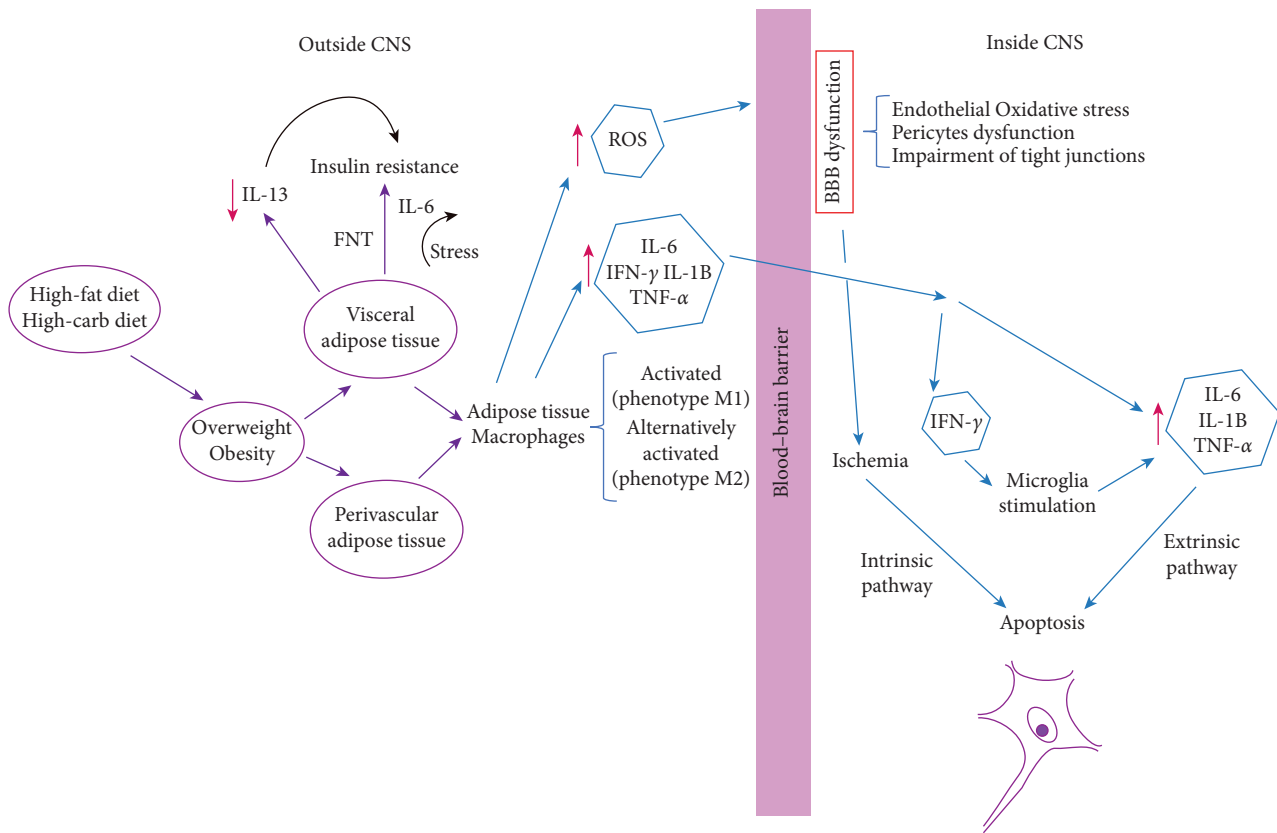 Outside CNS
Inside CNS
Insulin resistance
IL-13
IL-6
FNT
Stress
High-fat diet
High-carb diet
Visceral
adipose tissue
Overweight
Obesity
Perivascular
adipose tissue
Adipose tissue
Macrophages
ROS
IL-6
IFN-γ IL-1B
TNF-α
Activated
(phenotype M1)
Alternatively
activated
(phenotype M2)
Blood–brain barrier
BBB dysfunction
Endothelial Oxidative stress
Pericytes dysfunction
Impairment of tight junctions
Ischemia
IFN-γ
Microglia
stimulation
IL-6
IL-1B
TNF-α
Intrinsic
pathway
Extrinsic
pathway
Apoptosis